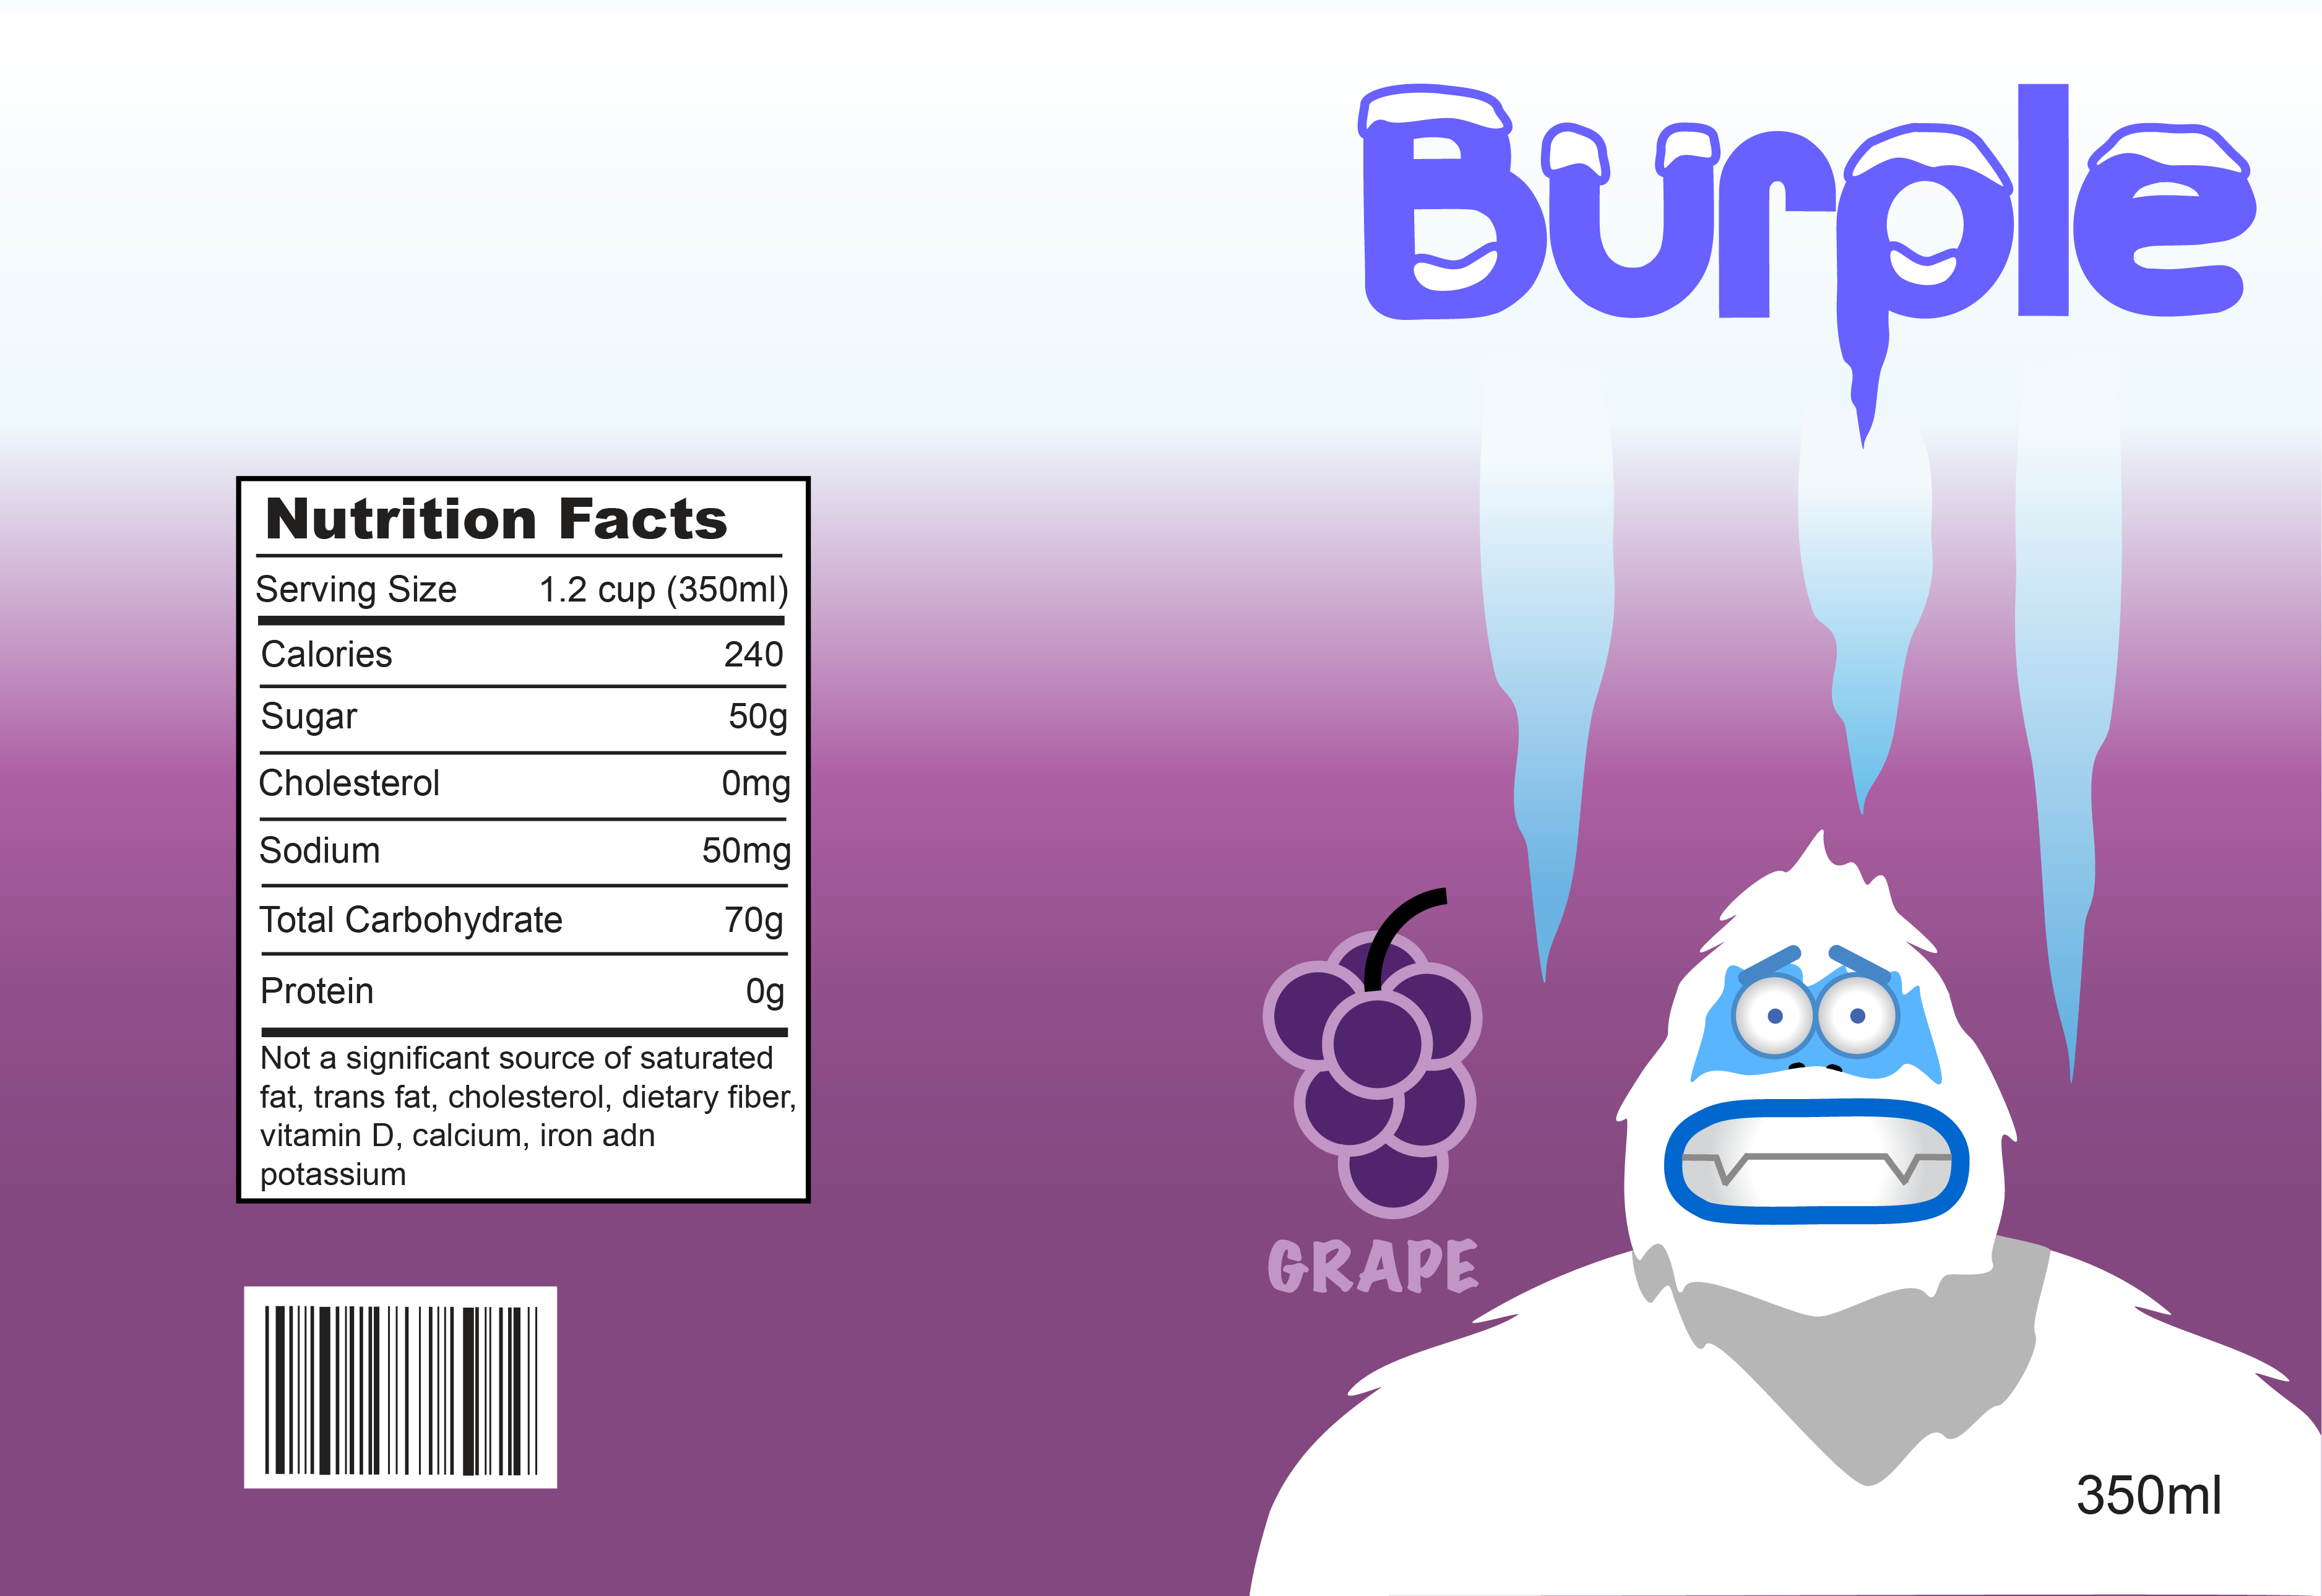 Burple
Nutrition Facts
Serving Size 1.2 cup (350ml)
Calories 240
Sugar 50g
Cholesterol 0mg
Sodium 50mg
Total Carbohydrate 70g
Protein 0g
Not a significant source of saturated
fat, trans fat, cholesterol, dietary fiber,
vitamin D, calcium, iron adn
potassium
GRAPE
350ml